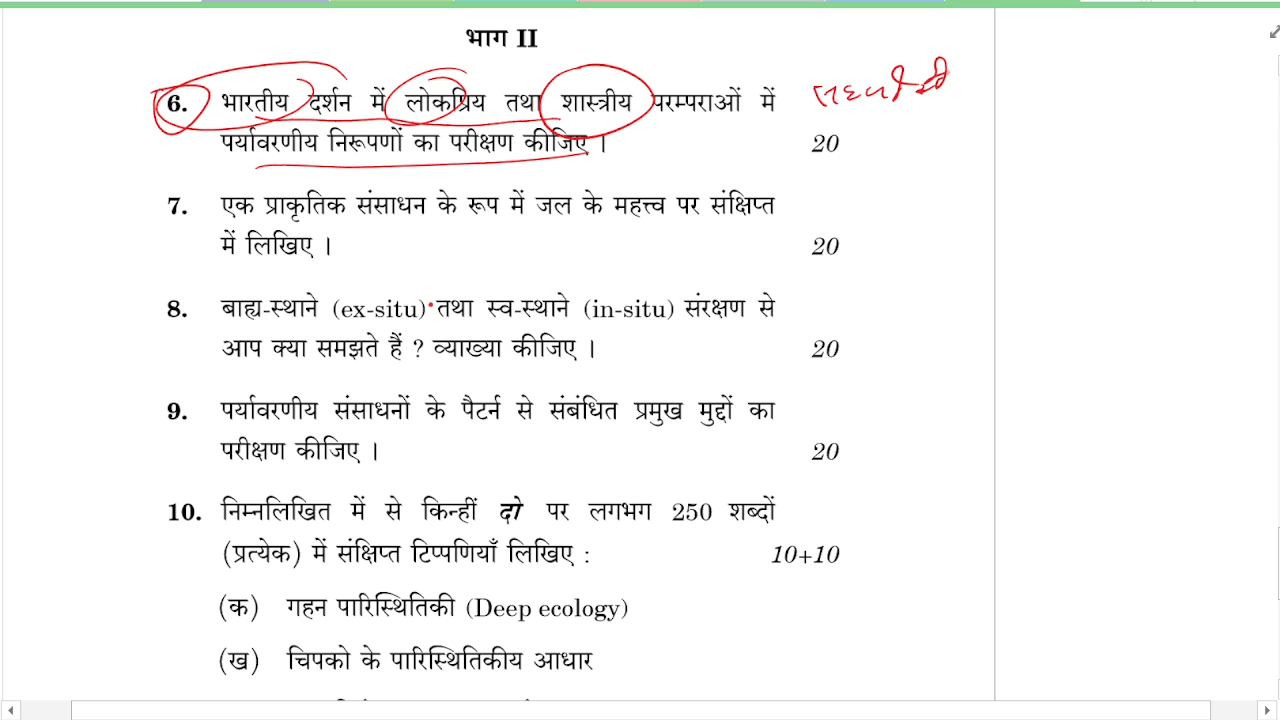 भाग II
6. भारतीय दर्शन में लोकप्रिय तथा शास्त्रीय परम्पराओं में
पर्यावरणीय निरूपणों का परीक्षण कीजिए । 20
7. एक प्राकृतिक संसाधन के रूप में जल के महत्त्व पर संक्षिप्त
में लिखिए । 20
8. बाह्य-स्थाने (ex-situ) तथा स्व-स्थाने (in-situ) संरक्षण से
आप क्या समझते हैं ? व्याख्या कीजिए । 20
9. पर्यावरणीय संसाधनों के पैटर्न से संबंधित प्रमुख मुद्दों का
परीक्षण कीजिए । 20
10. निम्नलिखित में से किन्हीं दो पर लगभग 250 शब्दों
(प्रत्येक) में संक्षिप्त टिप्पणियाँ लिखिए : 10+10
(क) गहन पारिस्थितिकी (Deep ecology)
(ख) चिपको के पारिस्थितिकीय आधार